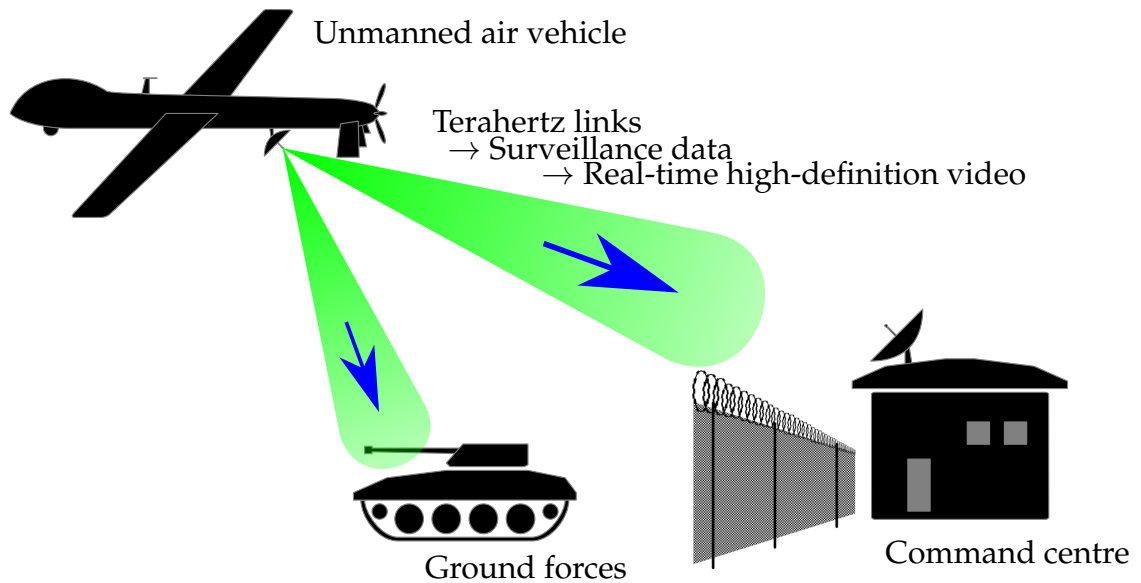 Unmanned air vehicle
Terahertz links
→ Surveillance data
→ Real-time high-definition video
Ground forces
Command centre